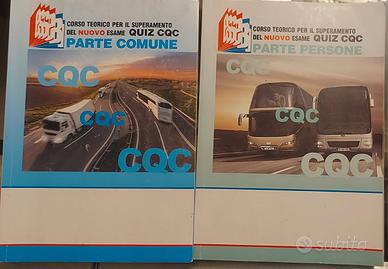 CORSO TEORICO PER IL SUPERAMENTO
DEL NUOVO ESAME QUIZ CQC
PARTE COMUNE
CQC
CQC
CQC
CORSO TEORICO PER IL SUPERAMENTO
DEL NUOVO ESAME QUIZ CQC
PARTE PERSONE
CQC
CQC
CQC
subito